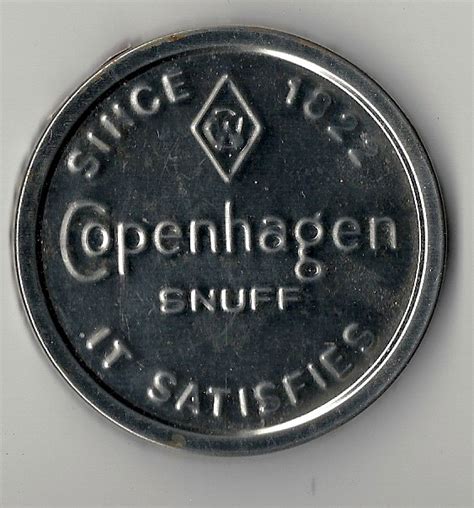 SINCE 1822
Copenhagen
SNUFF
IT SATISFIES